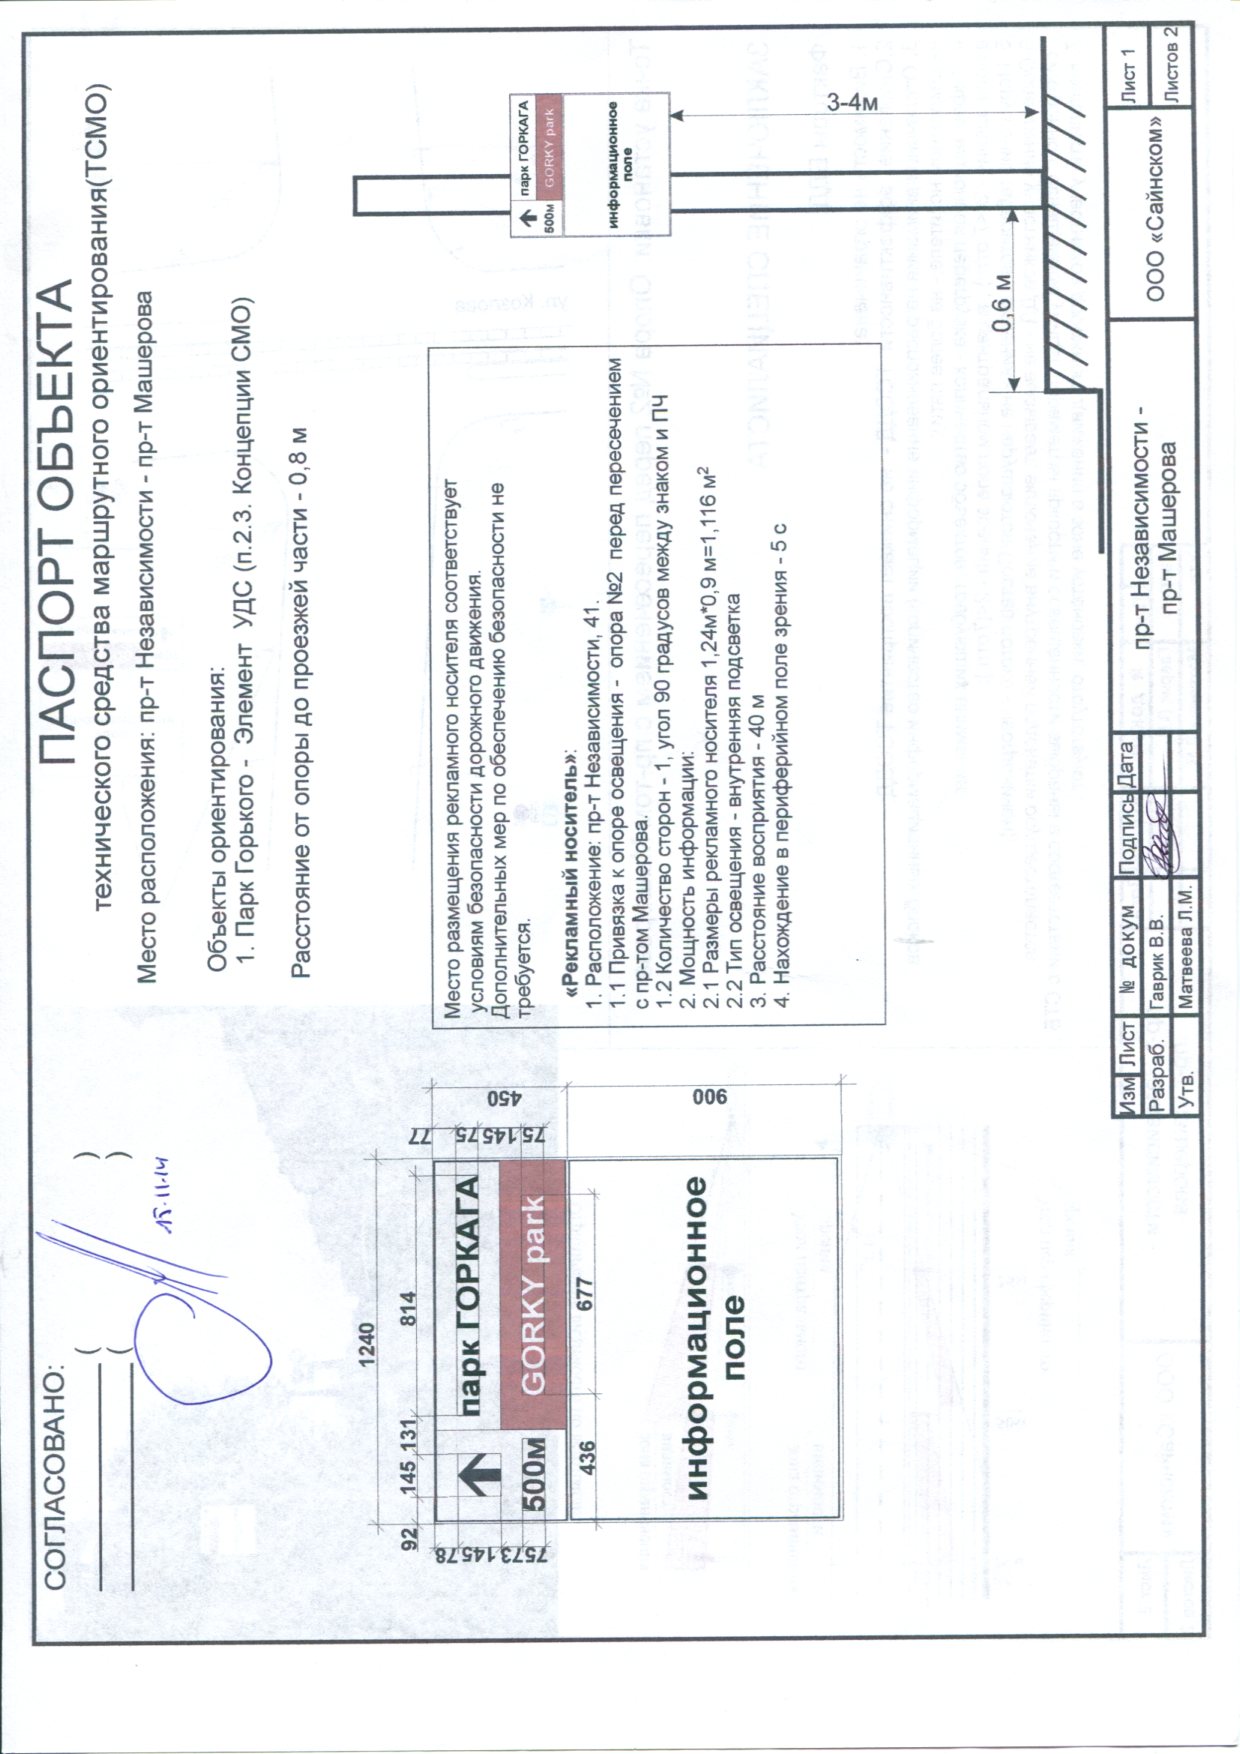 СОГЛАСОВАНО:
( )
( )
15.11.14
ПАСПОРТ ОБЪЕКТА
технического средства маршрутного ориентирования(ТСМО)
Место расположения: пр-т Независимости - пр-т Машерова
Объекты ориентирования:
1. Парк Горького - Элемент УДС (п.2.3. Концепции СМО)
Расстояние от опоры до проезжей части - 0,8 м
1240
92 145 131 814
парк ГОРКАГА
500м GORKY park
436 677
информационное
поле
78 145 73 75
77 75 145 75
450
900
Место размещения рекламного носителя соответствует
условиям безопасности дорожного движения.
Дополнительных мер по обеспечению безопасности не
требуется.
«Рекламный носитель»:
1. Расположение: пр-т Независимости, 41.
1.1 Привязка к опоре освещения - опора №2 перед пересечением
с пр-том Машерова.
1.2 Количество сторон - 1, угол 90 градусов между знаком и ПЧ
2. Мощность информации:
2.1 Размеры рекламного носителя 1,24м*0,9 м=1,116 м²
2.2 Тип освещения - внутренняя подсветка
3. Расстояние восприятия - 40 м
4. Нахождение в периферийном поле зрения - 5 с
парк ГОРКАГА
500м GORKY park
информационное
поле
3-4м
0,6 м
Изм Лист № докум Подпись Дата
Разраб. Гаврик В.В.
Утв. Матвеева Л.М.
пр-т Независимости -
пр-т Машерова
ООО «Сайнском»
Лист 1
Листов 2